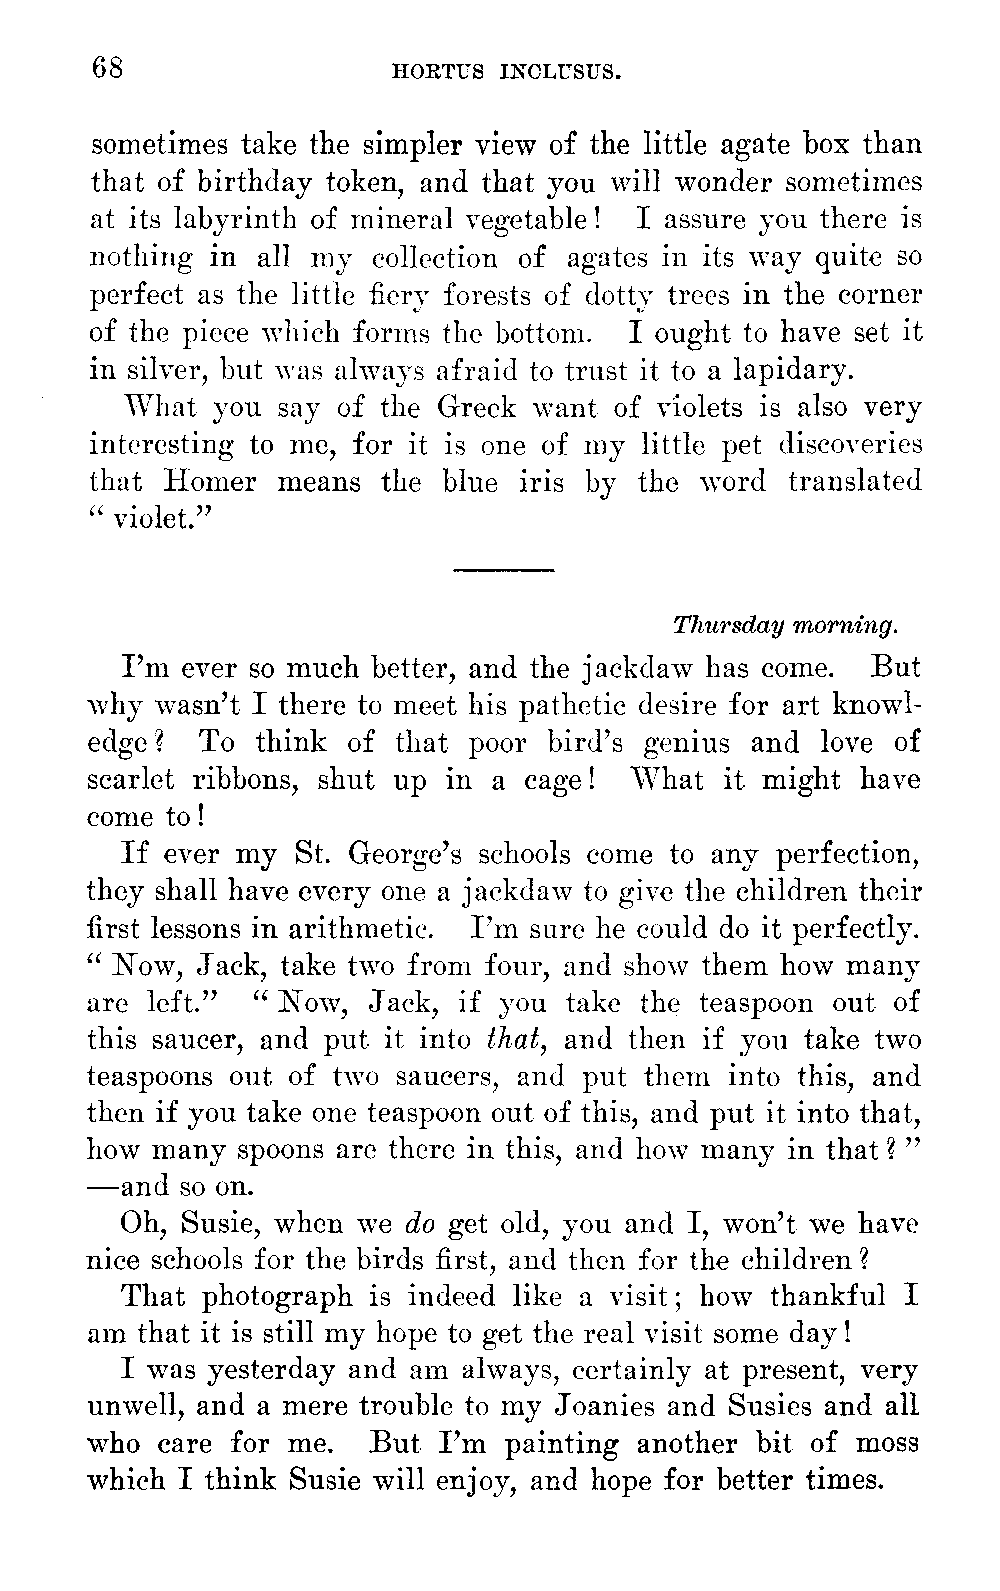 68 HORTUS INCLUSUS.
sometimes take the simpler view of the little agate box than
that of birthday token, and that you will wonder sometimes
at its labyrinth of mineral vegetable! I assure you there is
nothing in all my collection of agates in its way quite so
perfect as the little fiery forests of dotty trees in the corner
of the piece which forms the bottom. I ought to have set it
in silver, but was always afraid to trust it to a lapidary.
What you say of the Greek want of violets is also very
interesting to me, for it is one of my little pet discoveries
that Homer means the blue iris by the word translated
“ violet.”
Thursday morning.
I’m ever so much better, and the jackdaw has come. But
why wasn’t I there to meet his pathetic desire for art knowl-
edge? To think of that poor bird’s genius and love of
scarlet ribbons, shut up in a cage! What it might have
come to!
If ever my St. George’s schools come to any perfection,
they shall have every one a jackdaw to give the children their
first lessons in arithmetic. I’m sure he could do it perfectly.
“ Now, Jack, take two from four, and show them how many
are left.” “ Now, Jack, if you take the teaspoon out of
this saucer, and put it into that, and then if you take two
teaspoons out of two saucers, and put them into this, and
then if you take one teaspoon out of this, and put it into that,
how many spoons are there in this, and how many in that? ”
—and so on.
Oh, Susie, when we do get old, you and I, won’t we have
nice schools for the birds first, and then for the children?
That photograph is indeed like a visit; how thankful I
am that it is still my hope to get the real visit some day!
I was yesterday and am always, certainly at present, very
unwell, and a mere trouble to my Joanies and Susies and all
who care for me. But I’m painting another bit of moss
which I think Susie will enjoy, and hope for better times.